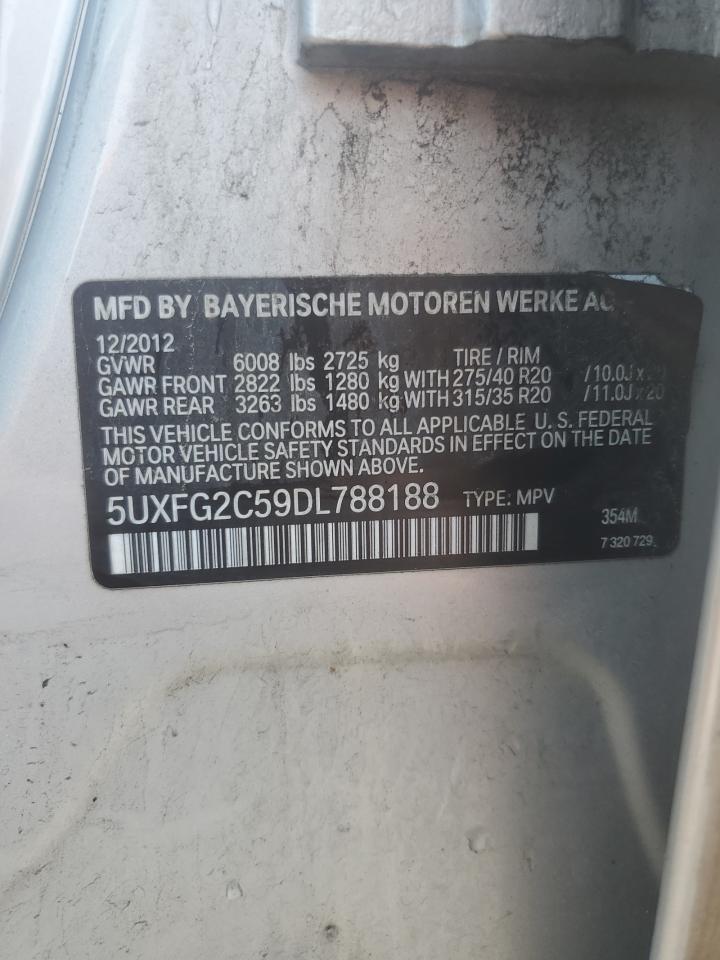 MFD BY BAYERISCHE MOTOREN WERKE AG
12/2012
GVWR 6008 lbs 2725 kg TIRE / RIM
GAWR FRONT 2822 lbs 1280 kg WITH 275/40 R20 /10.0J x 20
GAWR REAR 3263 lbs 1480 kg WITH 315/35 R20 /11.0J x 20
THIS VEHICLE CONFORMS TO ALL APPLICABLE U. S. FEDERAL
MOTOR VEHICLE SAFETY STANDARDS IN EFFECT ON THE DATE
OF MANUFACTURE SHOWN ABOVE.
5UXFG2C59DL788188 TYPE: MPV
354M
7 320 729